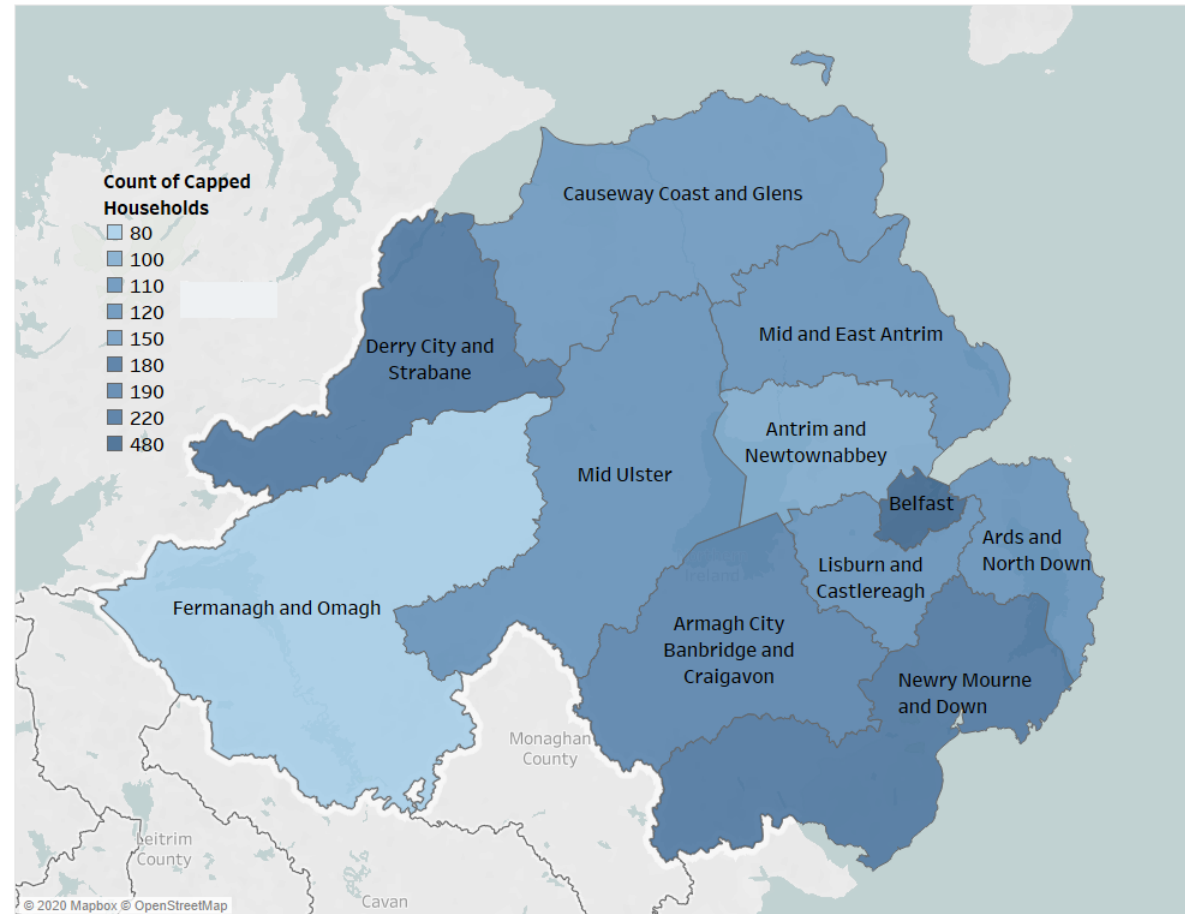 Count of Capped
Households
80
100
110
120
150
180
190
220
480
Causeway Coast and Glens
Mid and East Antrim
Derry City and
Strabane
Antrim and
Newtownabbey
Mid Ulster
Belfast
Ards and
North Down
Lisburn and
Castlereagh
Ireland
Fermanagh and Omagh
Armagh City
Banbridge and
Craigavon
Newry Mourne
and Down
Monaghan
County
Leitrim
County
Cavan
© 2020 Mapbox © OpenStreetMap